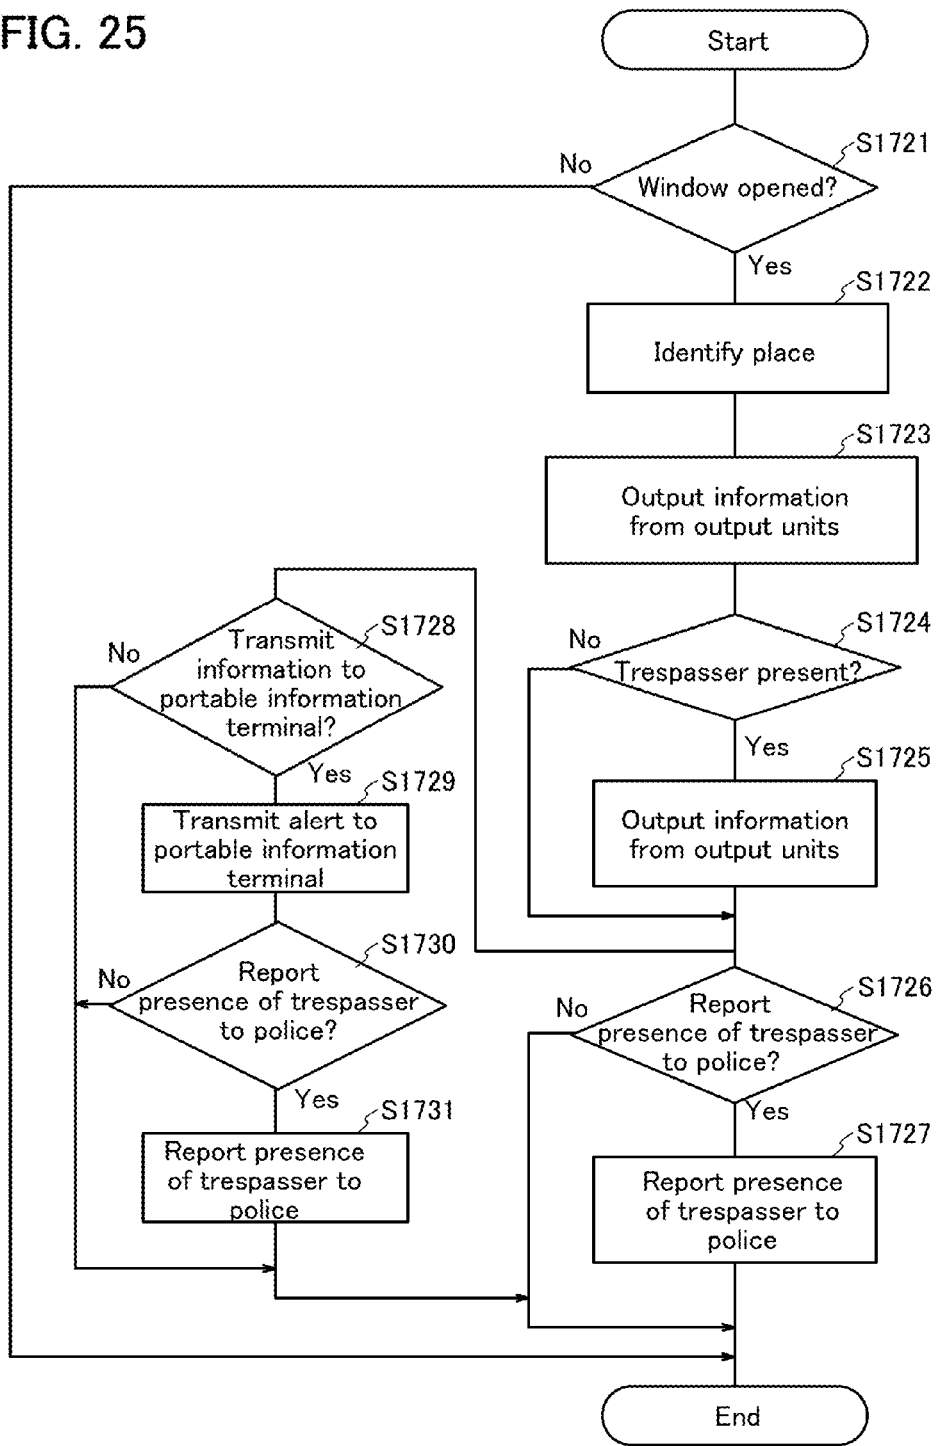 FIG. 25
Start
S1721
No
Window opened?
Yes
S1722
Identify place
S1723
Output information
from output units
S1724
No
Trespasser present?
Yes
S1725
Output information
from output units
S1726
No
Report
presence of trespasser
to police?
Yes
S1727
Report presence
of trespasser to
police
S1728
No
Transmit
information to
portable information
terminal?
Yes
S1729
Transmit alert to
portable information
terminal
S1730
No
Report
presence of trespasser
to police?
Yes
S1731
Report presence
of trespasser to
police
End